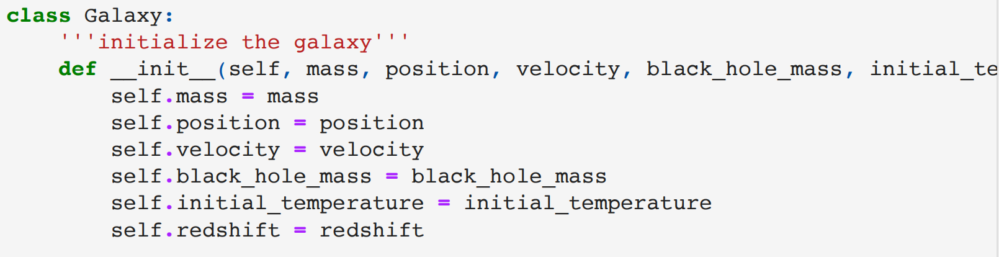 class Galaxy:
    '''initialize the galaxy'''
    def __init__(self, mass, position, velocity, black_hole_mass, initial_te
        self.mass = mass
        self.position = position
        self.velocity = velocity
        self.black_hole_mass = black_hole_mass
        self.initial_temperature = initial_temperature
        self.redshift = redshift